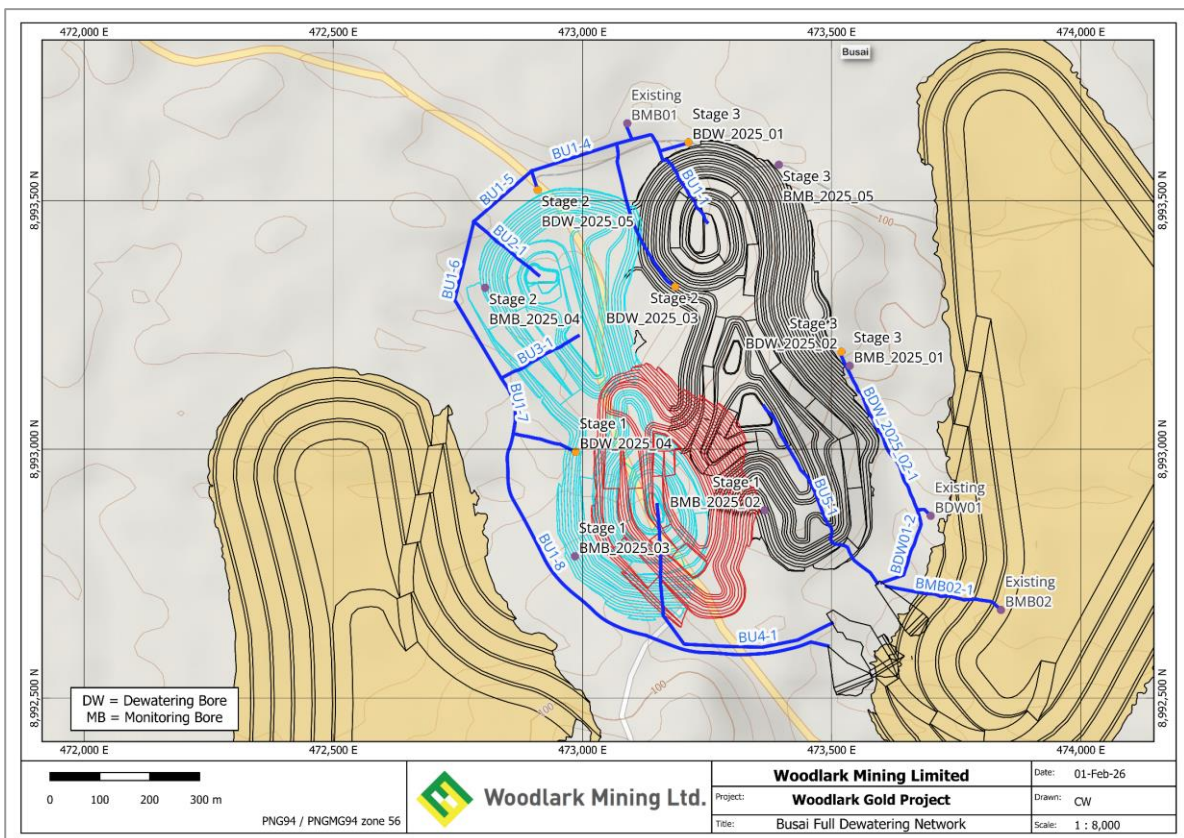 472,000 E
472,500 E
473,000 E
473,500 E
474,000 E
Busai
Existing
BMB01
Stage 3
BDW_2025_01
BU1-4
Stage 3
BMB_2025_05
BU1-1
BU1-5
Stage 2
BDW_2025_05
8,993,500 N
8,993,500 N
100
BU2-1
BU1-6
Stage 2
BMB_2025_04
Stage 2
BDW_2025_03
Stage 3
BDW_2025_02
Stage 3
BMB_2025_01
BU3-1
BU1-7
BDW_2025_02-1
Stage 1
BDW_2025_04
8,993,000 N
8,993,000 N
Stage 1
BMB_2025_02
BU5-1
Existing
BDW01
Stage 1
BMB_2025_03
BU1-8
BDW01-2
BMB02-1
Existing
BMB02
BU4-1
100
100
8,992,500 N
8,992,500 N
DW = Dewatering Bore
MB = Monitoring Bore
472,000 E
472,500 E
473,000 E
473,500 E
474,000 E
0 100 200 300 m
PNG94 / PNGMG94 zone 56
Woodlark Mining Ltd.
Woodlark Mining Limited
Project: Woodlark Gold Project
Title: Busai Full Dewatering Network
Date: 01-Feb-26
Drawn: CW
Scale: 1 : 8,000